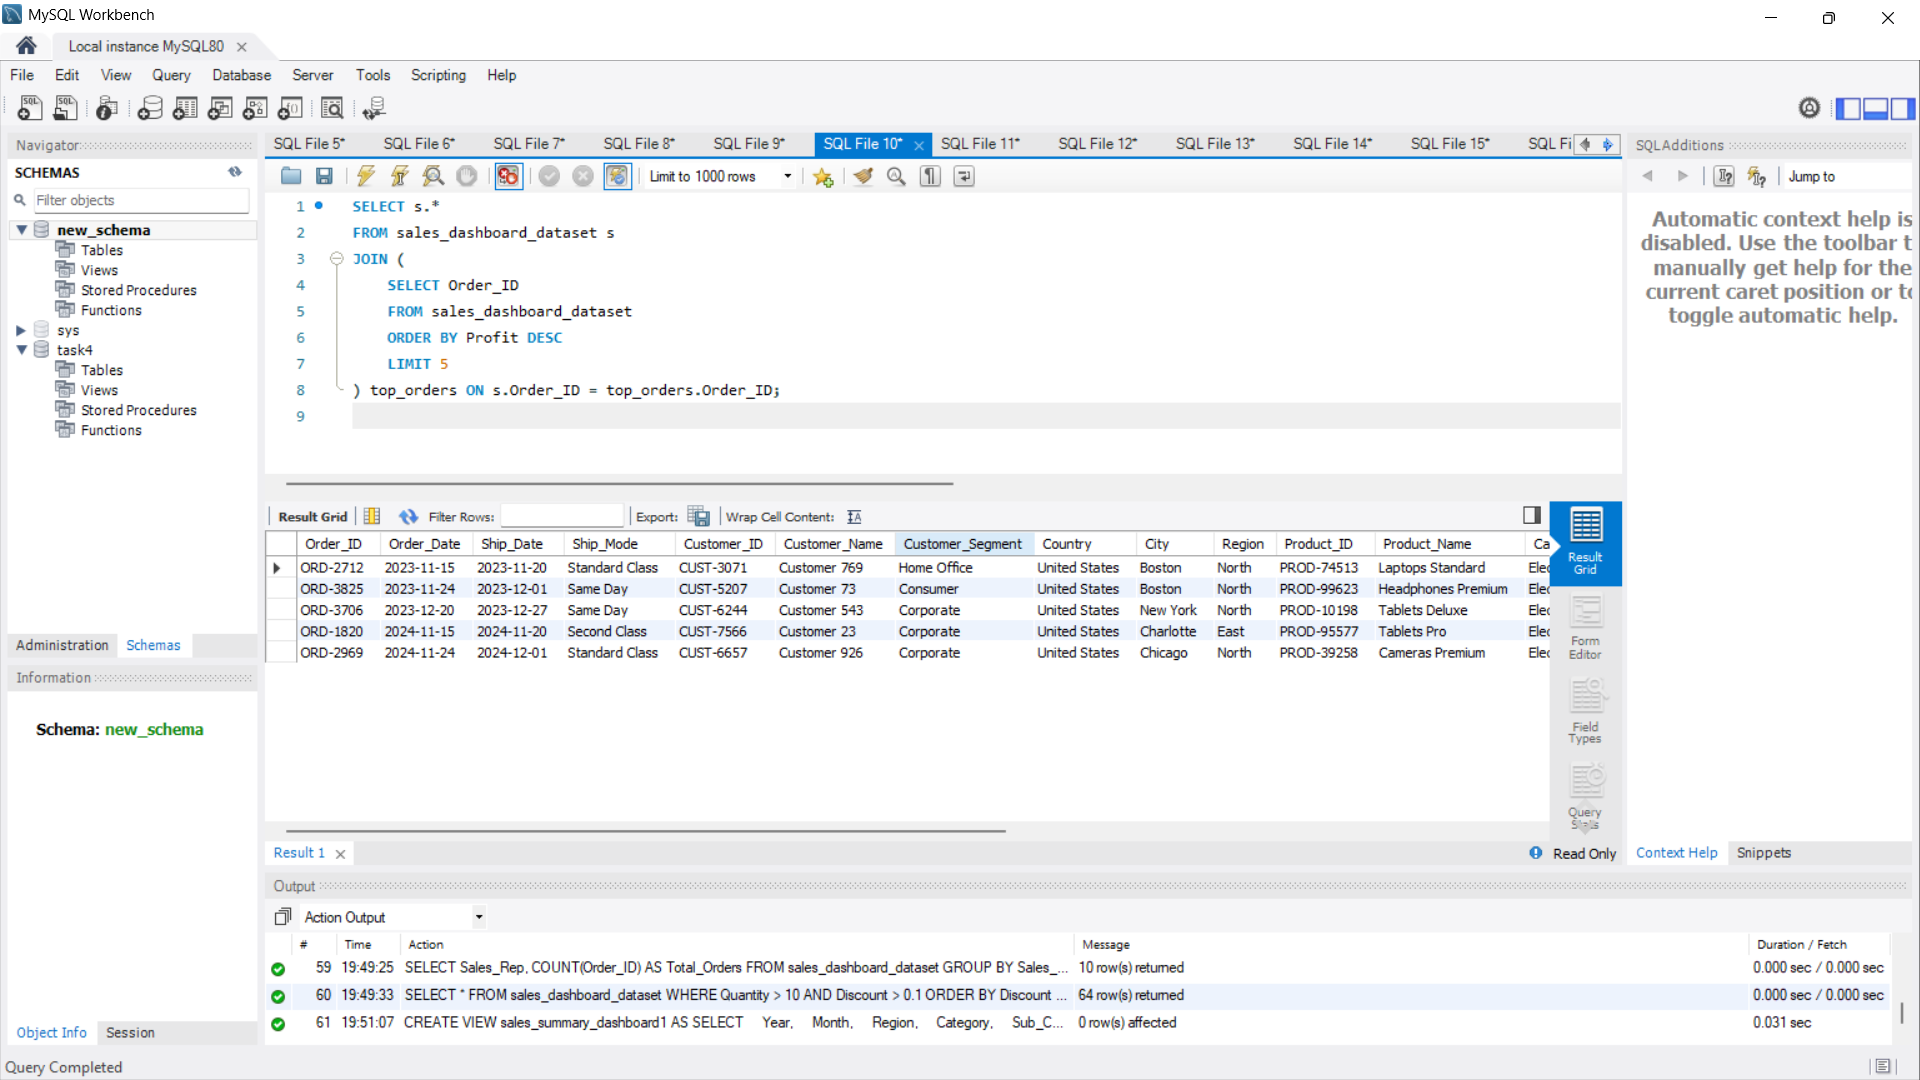 MySQL Workbench
Local instance MySQL80
File Edit View Query Database Server Tools Scripting Help
Navigator
SCHEMAS
Filter objects
new_schema
Tables
Views
Stored Procedures
Functions
sys
task4
Tables
Views
Stored Procedures
Functions
Administration Schemas
Information
Schema: new_schema
Object Info Session
SQL File 5* SQL File 6* SQL File 7* SQL File 8* SQL File 9* SQL File 10* SQL File 11* SQL File 12* SQL File 13* SQL File 14* SQL File 15* SQL Fi
Limit to 1000 rows
1 SELECT s.*
2 FROM sales_dashboard_dataset s
3 JOIN (
4 SELECT Order_ID
5 FROM sales_dashboard_dataset
6 ORDER BY Profit DESC
7 LIMIT 5
8 ) top_orders ON s.Order_ID = top_orders.Order_ID;
9
Result Grid Filter Rows: Export: Wrap Cell Content:
Order_ID Order_Date Ship_Date Ship_Mode Customer_ID Customer_Name Customer_Segment Country City Region Product_ID Product_Name Ca
ORD-2712 2023-11-15 2023-11-20 Standard Class CUST-3071 Customer 769 Home Office United States Boston North PROD-74513 Laptops Standard Elec
ORD-3825 2023-11-24 2023-12-01 Same Day CUST-5207 Customer 73 Consumer United States Boston North PROD-99623 Headphones Premium Elec
ORD-3706 2023-12-20 2023-12-27 Same Day CUST-6244 Customer 543 Corporate United States New York North PROD-10198 Tablets Deluxe Elec
ORD-1820 2024-11-15 2024-11-20 Second Class CUST-7566 Customer 23 Corporate United States Charlotte East PROD-95577 Tablets Pro Elec
ORD-2969 2024-11-24 2024-12-01 Standard Class CUST-6657 Customer 926 Corporate United States Chicago North PROD-39258 Cameras Premium Elec
Result Grid
Form Editor
Field Types
Query Stats
Result 1
Read Only
SQLAdditions
Jump to
Automatic context help is
disabled. Use the toolbar t
manually get help for the
current caret position or to
toggle automatic help.
Context Help Snippets
Output
Action Output
# Time Action Message Duration / Fetch
59 19:49:25 SELECT Sales_Rep, COUNT(Order_ID) AS Total_Orders FROM sales_dashboard_dataset GROUP BY Sales_... 10 row(s) returned 0.000 sec / 0.000 sec
60 19:49:33 SELECT * FROM sales_dashboard_dataset WHERE Quantity > 10 AND Discount > 0.1 ORDER BY Discount ... 64 row(s) returned 0.000 sec / 0.000 sec
61 19:51:07 CREATE VIEW sales_summary_dashboard1 AS SELECT Year, Month, Region, Category, Sub_C... 0 row(s) affected 0.031 sec
Query Completed